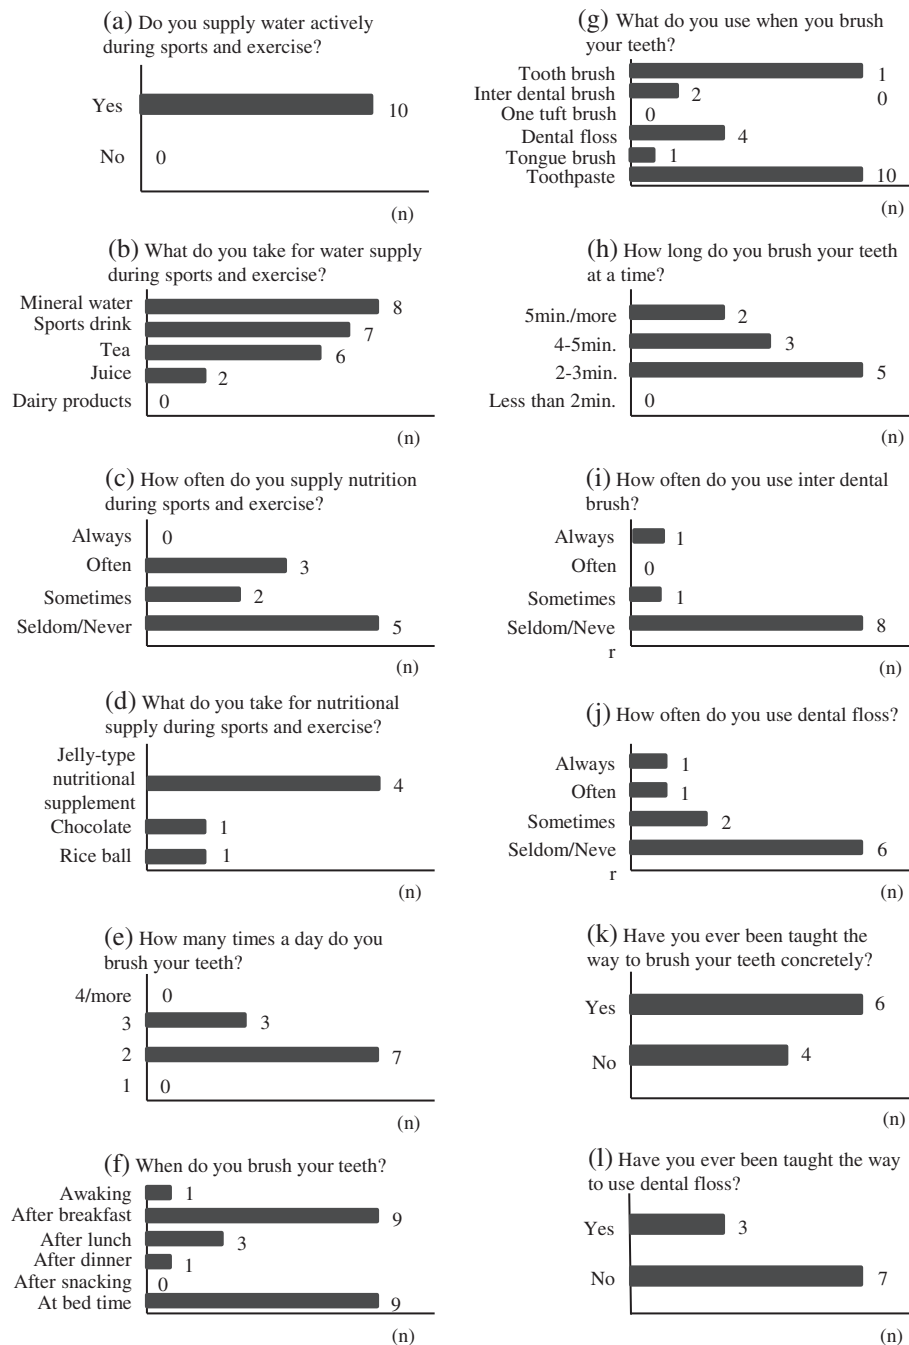 (a) Do you supply water actively
during sports and exercise?
Yes
10
No
0
(n)
(b) What do you take for water supply
during sports and exercise?
Mineral water
8
Sports drink
7
Tea
6
Juice
2
Dairy products
0
(n)
(c) How often do you supply nutrition
during sports and exercise?
Always
0
Often
3
Sometimes
2
Seldom/Never
5
(n)
(d) What do you take for nutritional
supply during sports and exercise?
Jelly-type
nutritional
supplement
4
Chocolate
1
Rice ball
1
(n)
(e) How many times a day do you
brush your teeth?
4/more
0
3
3
2
7
1
0
(n)
(f) When do you brush your teeth?
Awaking
1
After breakfast
9
After lunch
3
After dinner
1
After snacking
0
At bed time
9
(n)
(g) What do you use when you brush
your teeth?
Tooth brush
1
0
Inter dental brush
2
One tuft brush
0
Dental floss
4
Tongue brush
1
Toothpaste
10
(n)
(h) How long do you brush your teeth
at a time?
5min./more
2
4-5min.
3
2-3min.
5
Less than 2min.
0
(n)
(i) How often do you use inter dental
brush?
Always
1
Often
0
Sometimes
1
Seldom/Neve
r
8
(n)
(j) How often do you use dental floss?
Always
1
Often
1
Sometimes
2
Seldom/Neve
r
6
(n)
(k) Have you ever been taught the
way to brush your teeth concretely?
Yes
6
No
4
(n)
(l) Have you ever been taught the way
to use dental floss?
Yes
3
No
7
(n)